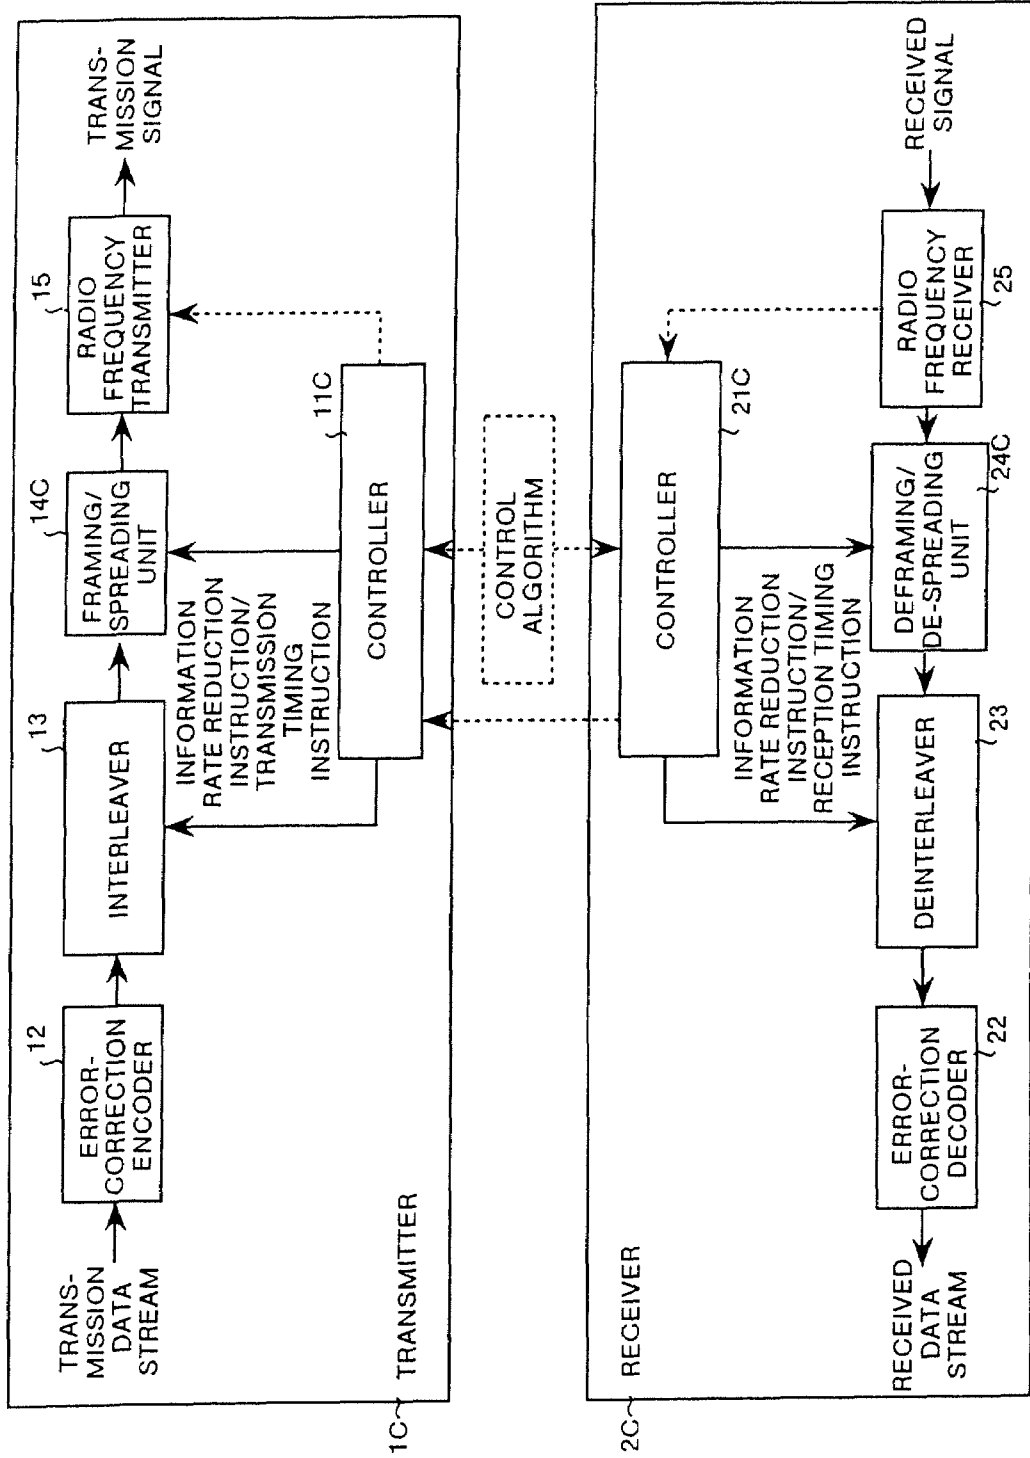 TRANS-
MISSION
DATA
STREAM
12
ERROR-
CORRECTION
ENCODER
13
INTERLEAVER
14C
FRAMING/
SPREADING
UNIT
15
RADIO
FREQUENCY
TRANSMITTER
TRANS-
MISSION
SIGNAL
INFORMATION
RATE REDUCTION
INSTRUCTION/
TRANSMISSION
TIMING
INSTRUCTION
11C
CONTROLLER
1C
TRANSMITTER
CONTROL
ALGORITHM
2C
RECEIVER
21C
CONTROLLER
INFORMATION
RATE REDUCTION
INSTRUCTION/
RECEPTION TIMING
INSTRUCTION
RECEIVED
DATA
STREAM
ERROR-
CORRECTION
DECODER
22
DEINTERLEAVER
23
DEFRAMING/
DE-SPREADING
UNIT
24C
RADIO
FREQUENCY
RECEIVER
25
RECEIVED
SIGNAL